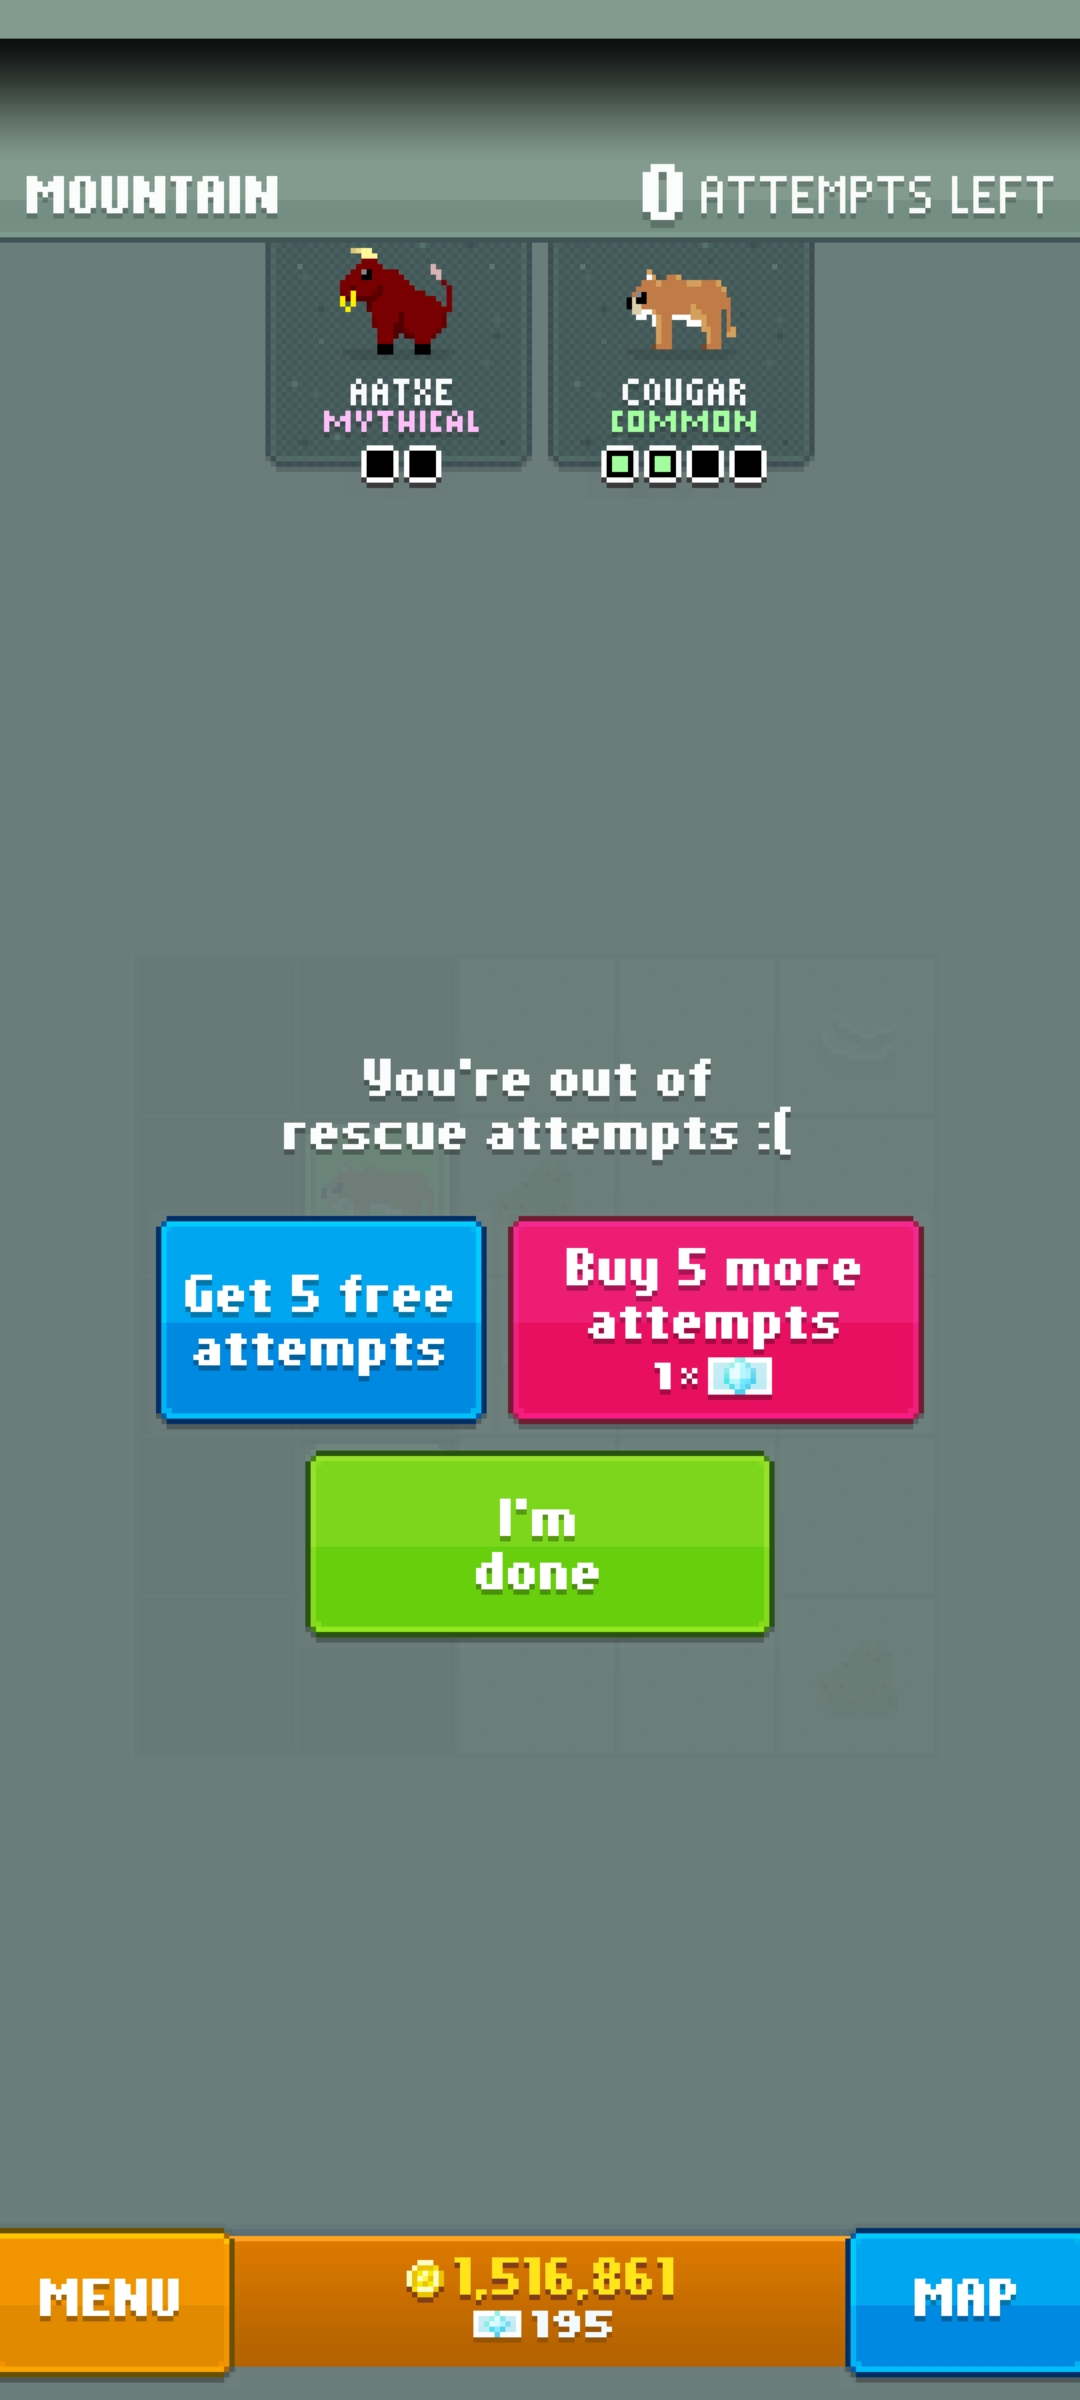 MOUNTAIN
0 ATTEMPTS LEFT
AATXE
MYTHICAL
COUGAR
COMMON
You're out of
rescue attempts :(
Get 5 free
attempts
Buy 5 more
attempts
1×
I'm
done
MENU
1,516,861
195
MAP